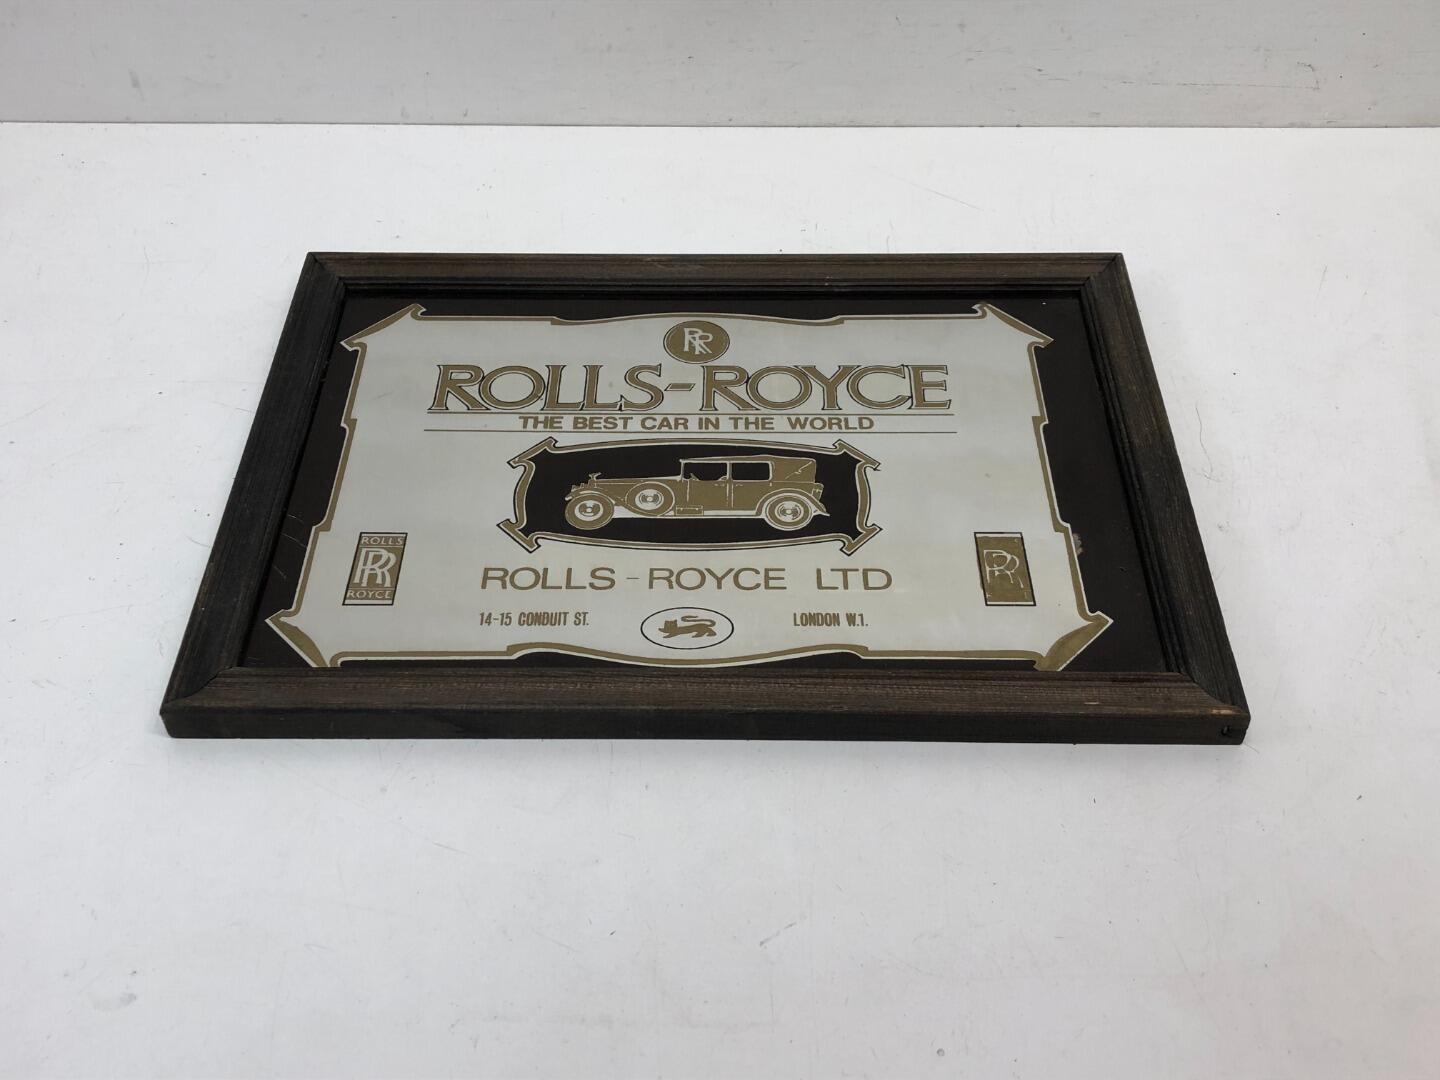 RR
ROLLS-ROYCE
THE BEST CAR IN THE WORLD
ROLLS
RR
ROYCE
RR
ROLLS - ROYCE LTD
14-15 CONDUIT ST.
LONDON W.1.